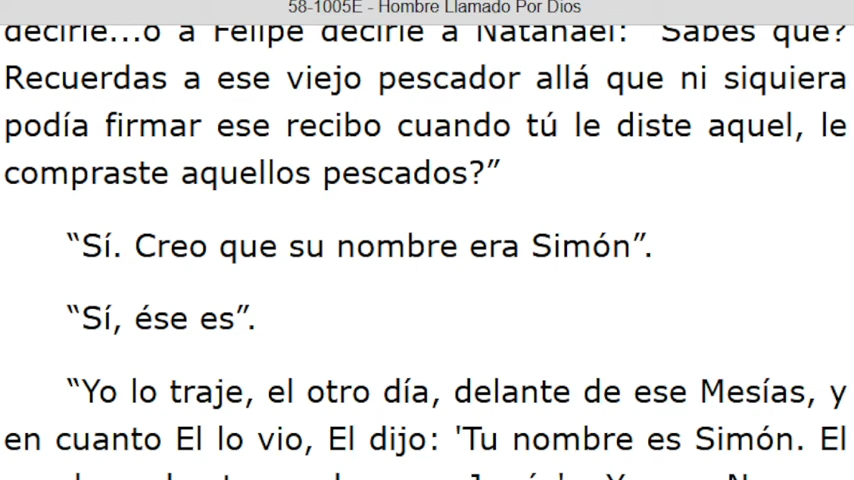 58-1005E - Hombre Llamado Por Dios
decirle...o a Felipe decirle a Natanael: “Sabes qué?
Recuerdas a ese viejo pescador allá que ni siquiera
podía firmar ese recibo cuando tú le diste aquel, le
compraste aquellos pescados?”
“Sí. Creo que su nombre era Simón”.
“Sí, ése es”.
“Yo lo traje, el otro día, delante de ese Mesías, y
en cuanto El lo vio, El dijo: 'Tu nombre es Simón. El